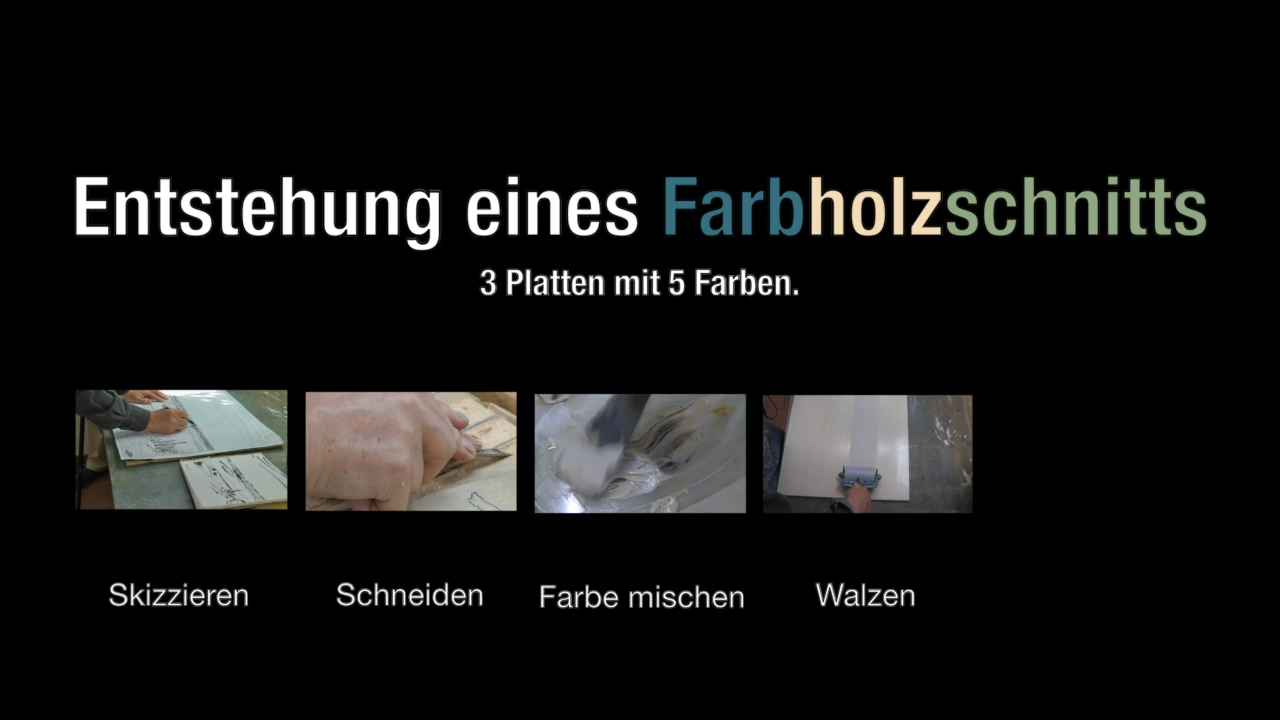 Entstehung eines Farbholzschnitts
3 Platten mit 5 Farben.
Skizzieren
Schneiden
Farbe mischen
Walzen